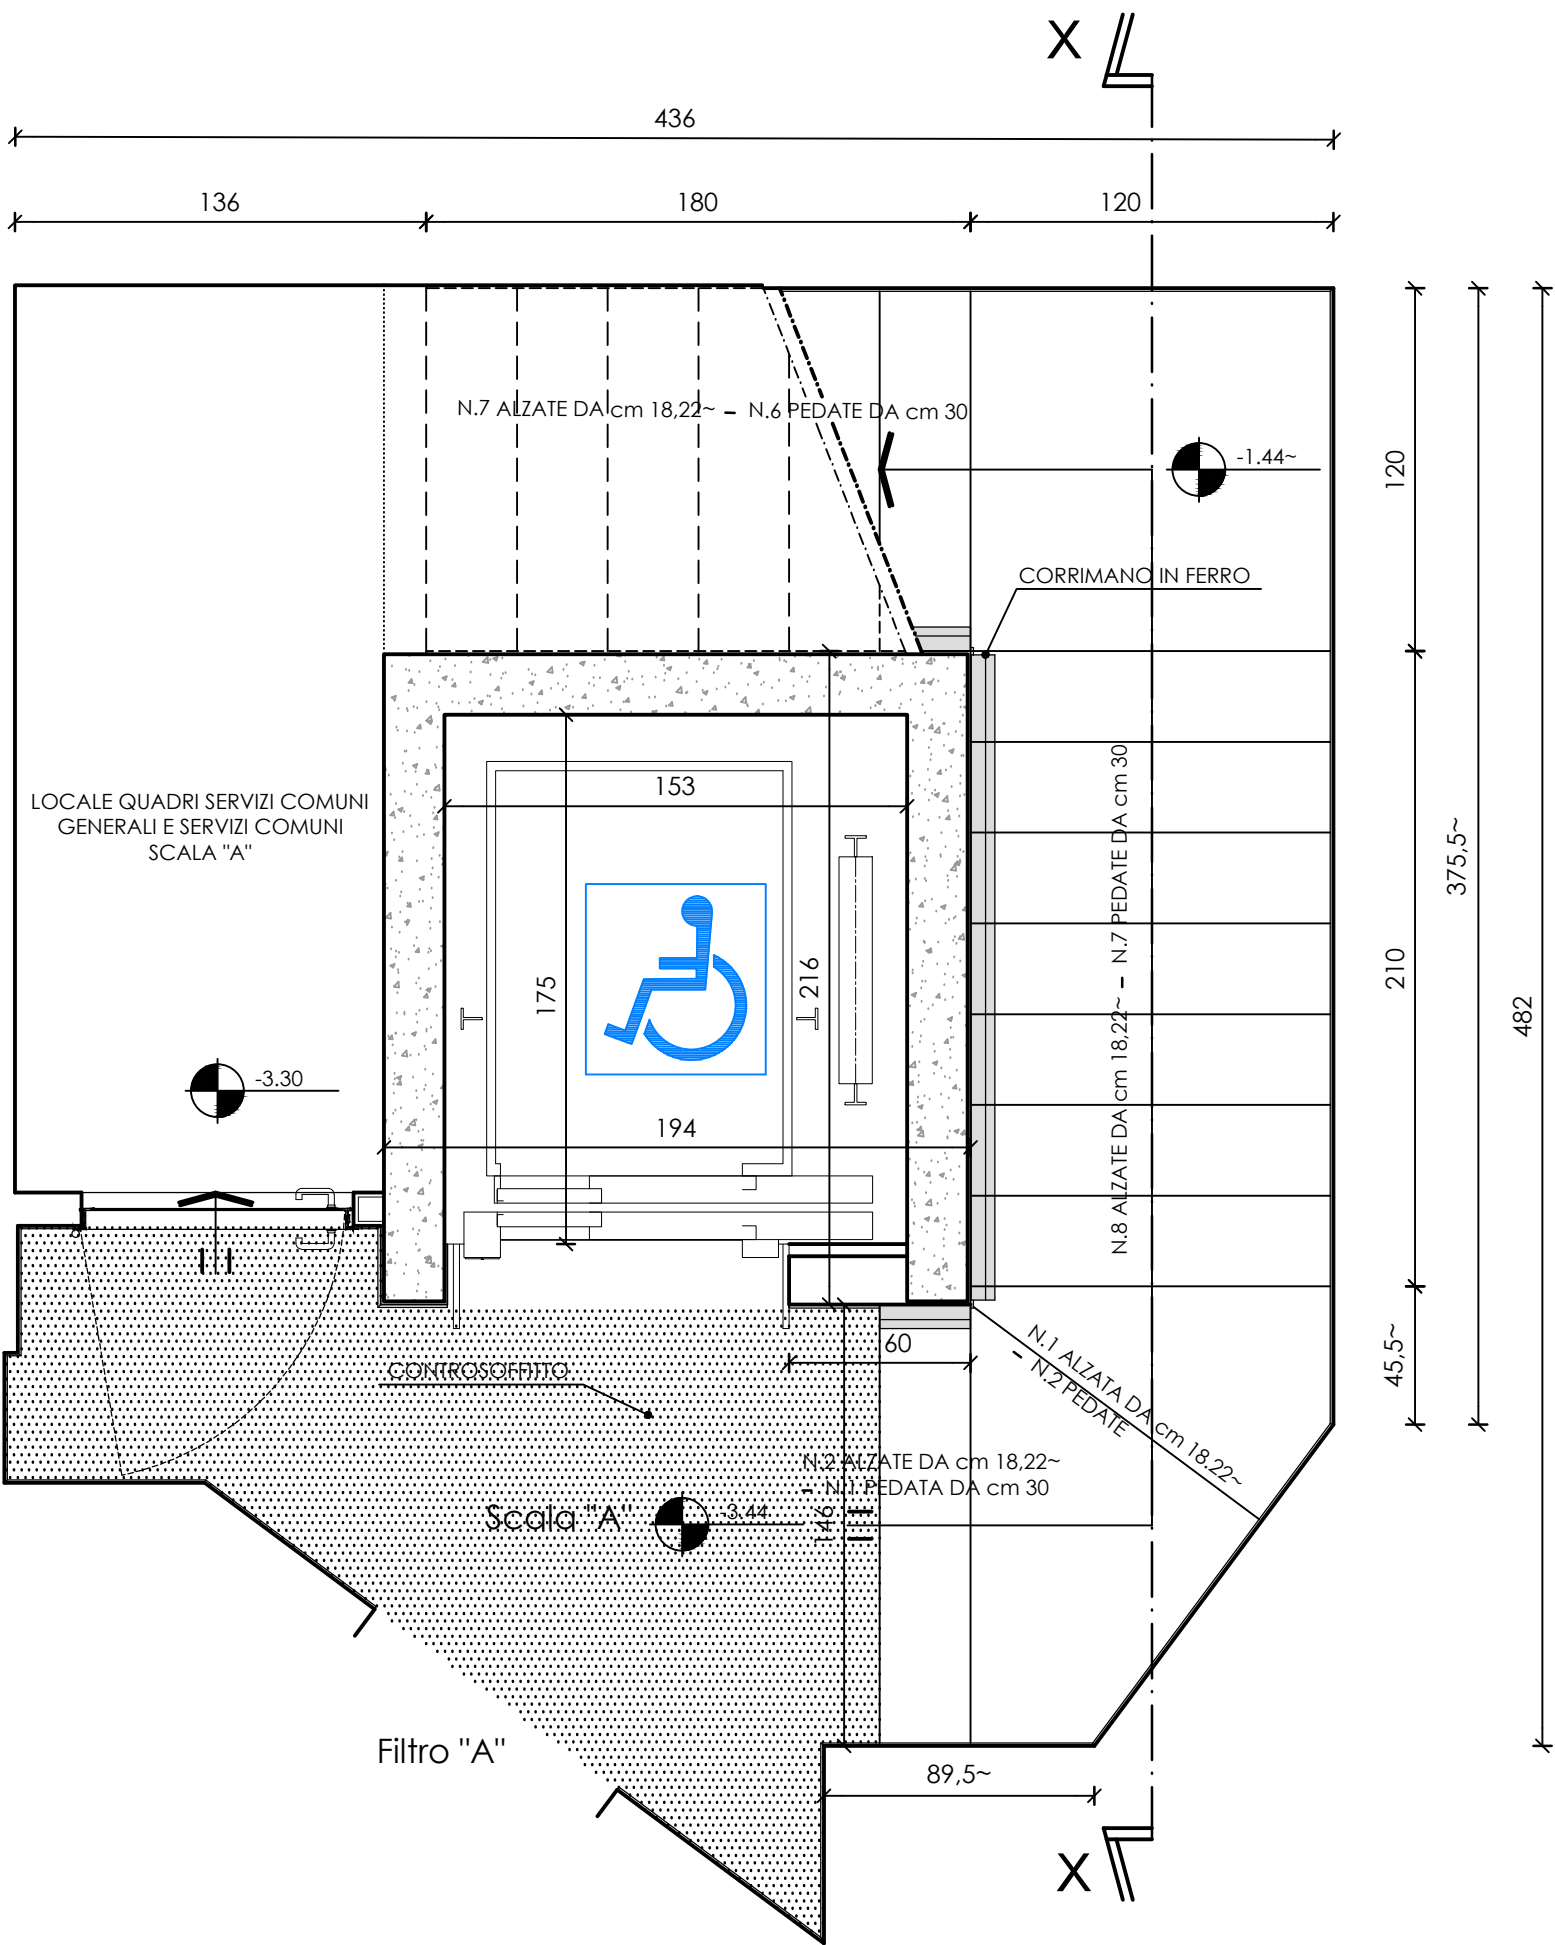 X
436
136
180
120
N.7 ALZATE DA cm 18,22~ – N.6 PEDATE DA cm 30
-1.44~
120
CORRIMANO IN FERRO
LOCALE QUADRI SERVIZI COMUNI
GENERALI E SERVIZI COMUNI
SCALA "A"
153
N.8 ALZATE DA cm 18,22~ – N.7 PEDATE DA cm 30
375,5~
175
216
210
482
-3.30
194
60
N.1 ALZATA DA cm 18.22~
– N.2 PEDATE
45,5~
CONTROSOFFITTO
N.2 ALZATE DA cm 18,22~
– N.1 PEDATA DA cm 30
Scala "A"
-3.44
146
Filtro "A"
89,5~
X